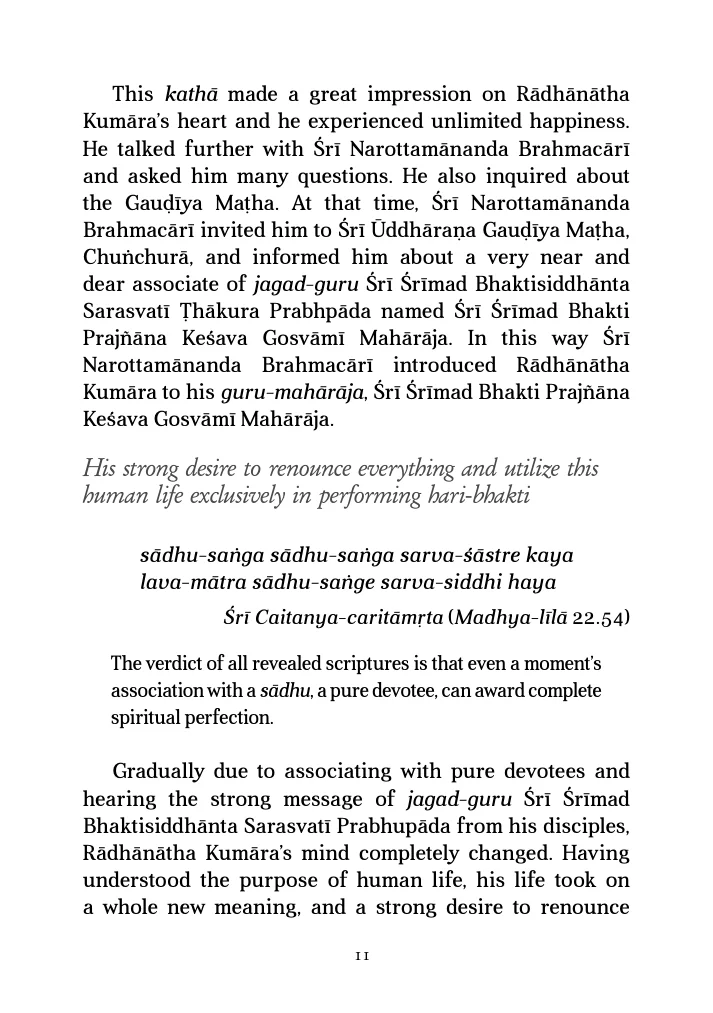 This kathā made a great impression on Rādhānātha
Kumāra's heart and he experienced unlimited happiness.
He talked further with Śrī Narottamānanda Brahmacārī
and asked him many questions. He also inquired about
the Gauḍīya Maṭha. At that time, Śrī Narottamānanda
Brahmacārī invited him to Śrī Ūddhāraṇa Gauḍīya Maṭha,
Chuṅchurā, and informed him about a very near and
dear associate of jagad-guru Śrī Śrīmad Bhaktisiddhānta
Sarasvatī Ṭhākura Prabhpāda named Śrī Śrīmad Bhakti
Prajñāna Keśava Gosvāmī Mahārāja. In this way Śrī
Narottamānanda Brahmacārī introduced Rādhānātha
Kumāra to his guru-mahārāja, Śrī Śrīmad Bhakti Prajñāna
Keśava Gosvāmī Mahārāja.
His strong desire to renounce everything and utilize this
human life exclusively in performing hari-bhakti
sādhu-saṅga sādhu-saṅga sarva-śāstre kaya
lava-mātra sādhu-saṅge sarva-siddhi haya
Śrī Caitanya-caritāmṛta (Madhya-līlā 22.54)
The verdict of all revealed scriptures is that even a moment's
association with a sādhu, a pure devotee, can award complete
spiritual perfection.
Gradually due to associating with pure devotees and
hearing the strong message of jagad-guru Śrī Śrīmad
Bhaktisiddhānta Sarasvatī Prabhupāda from his disciples,
Rādhānātha Kumāra's mind completely changed. Having
understood the purpose of human life, his life took on
a whole new meaning, and a strong desire to renounce
11